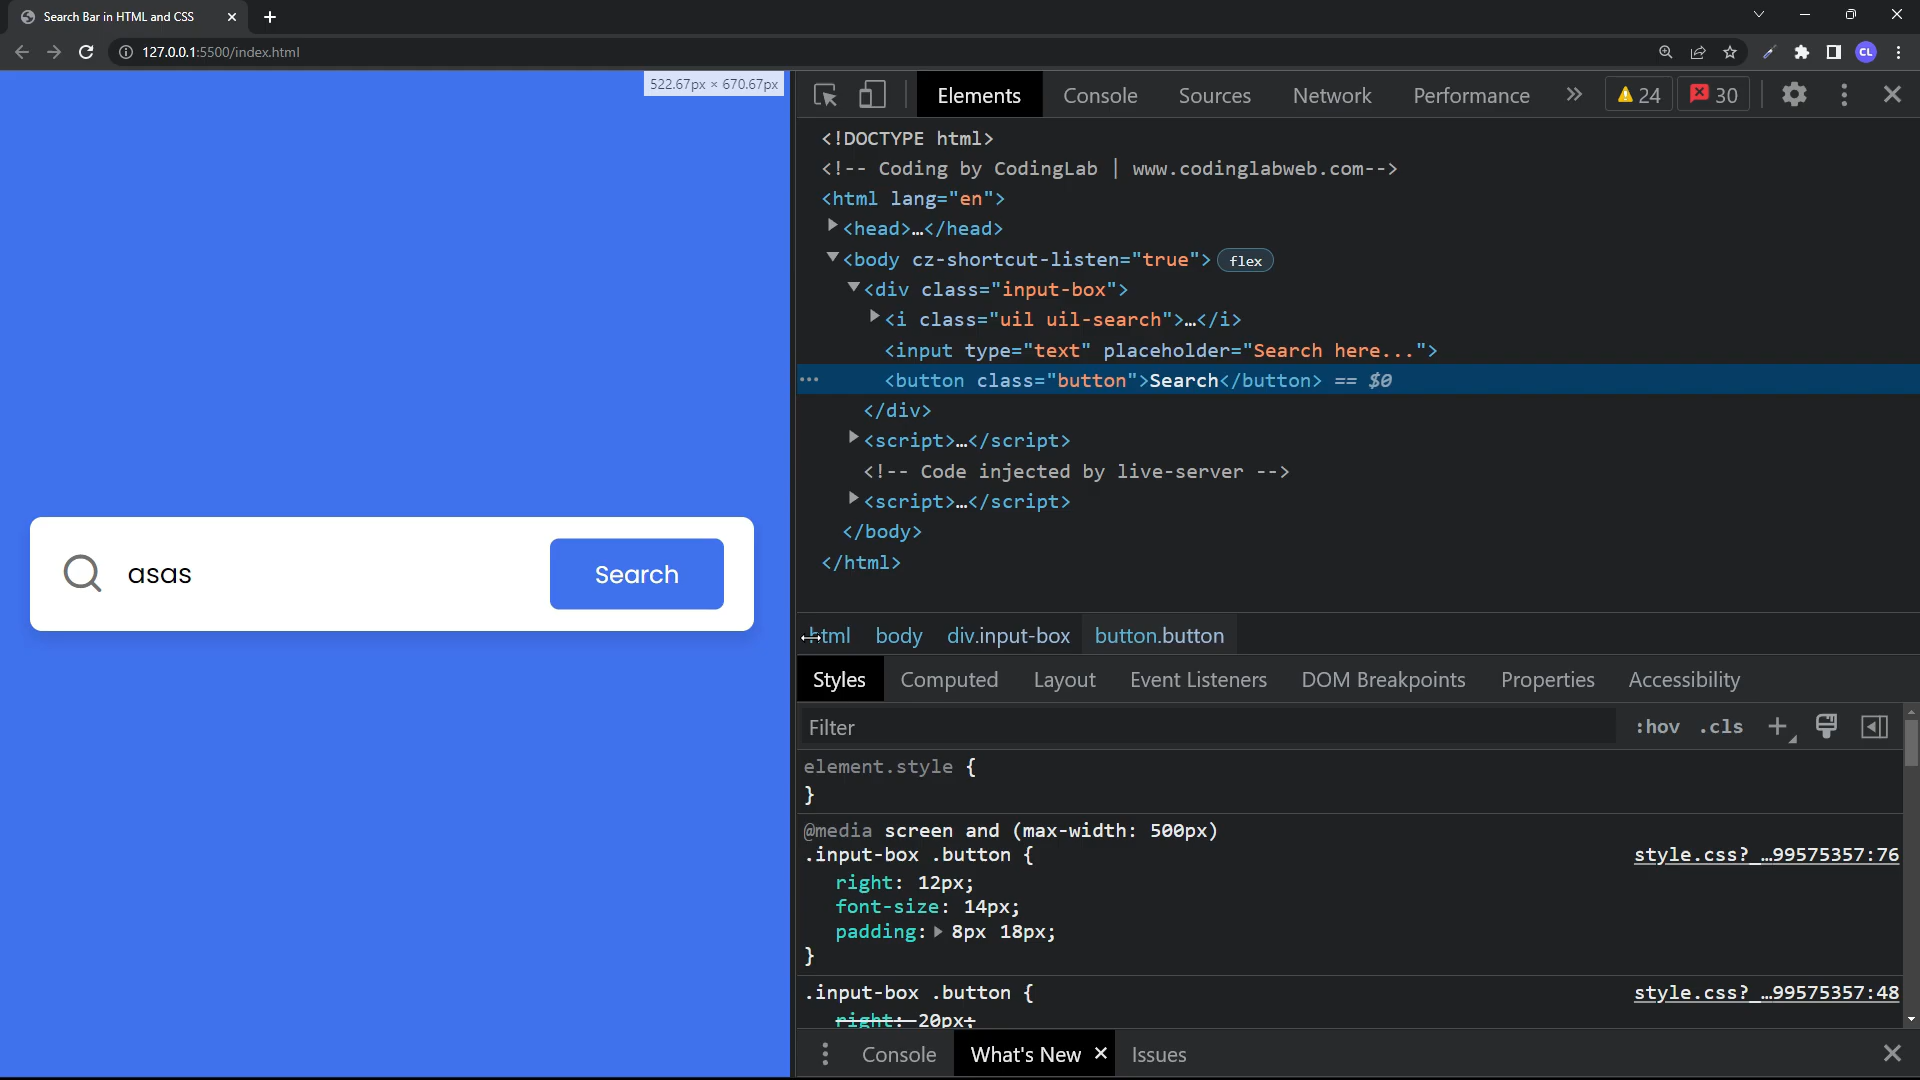 Search Bar in HTML and CSS
127.0.0.1:5500/index.html
CL
522.67px × 670.67px
Elements Console Sources Network Performance 24 30
<!DOCTYPE html>
<!-- Coding by CodingLab | www.codinglabweb.com-->
<html lang="en">
<head>…</head>
<body cz-shortcut-listen="true"> flex
<div class="input-box">
<i class="uil uil-search">…</i>
<input type="text" placeholder="Search here...">
<button class="button">Search</button> == $0
</div>
<script>…</script>
<!-- Code injected by live-server -->
<script>…</script>
</body>
</html>
asas Search
html body div.input-box button.button
Styles Computed Layout Event Listeners DOM Breakpoints Properties Accessibility
Filter :hov .cls
element.style {
}
@media screen and (max-width: 500px)
.input-box .button { style.css?_…99575357:76
right: 12px;
font-size: 14px;
padding: 8px 18px;
}
.input-box .button { style.css?_…99575357:48
right: 20px;
Console What's New Issues